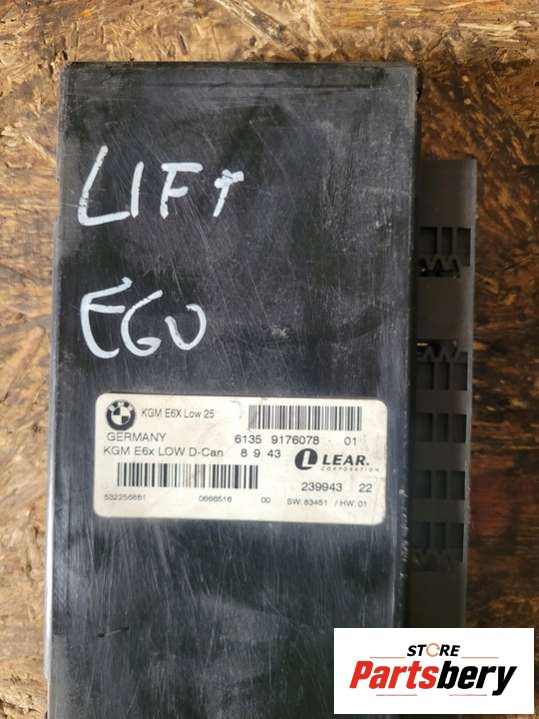 LIFT
EGU
KGM E6X Low 25
GERMANY 6135 9176078 01
KGM E6x LOW D-Can 8 9 43 LEAR.
CORPORATION
239943 22
532256661 0666516 00 SW:83451 / HW:01
STORE
Partsbery